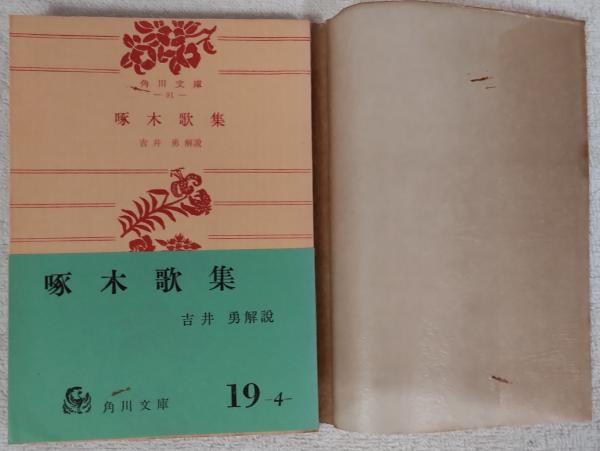 角川文庫
— 91 —
啄木歌集
吉井 勇解説
啄木歌集
吉井 勇解説
角川文庫
19 -4-